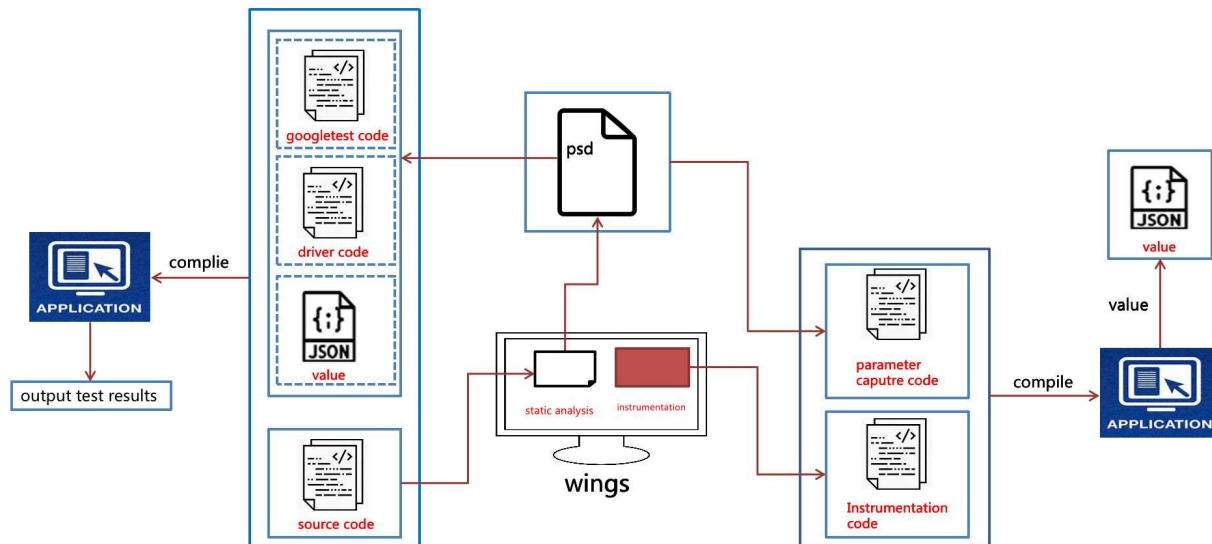 googletest code
driver code
{;}
JSON
value
source code
complie
APPLICATION
output test results
psd
static analysis
instrumentation
wings
parameter
caputre code
Instrumentation
code
compile
APPLICATION
value
{;}
JSON
value